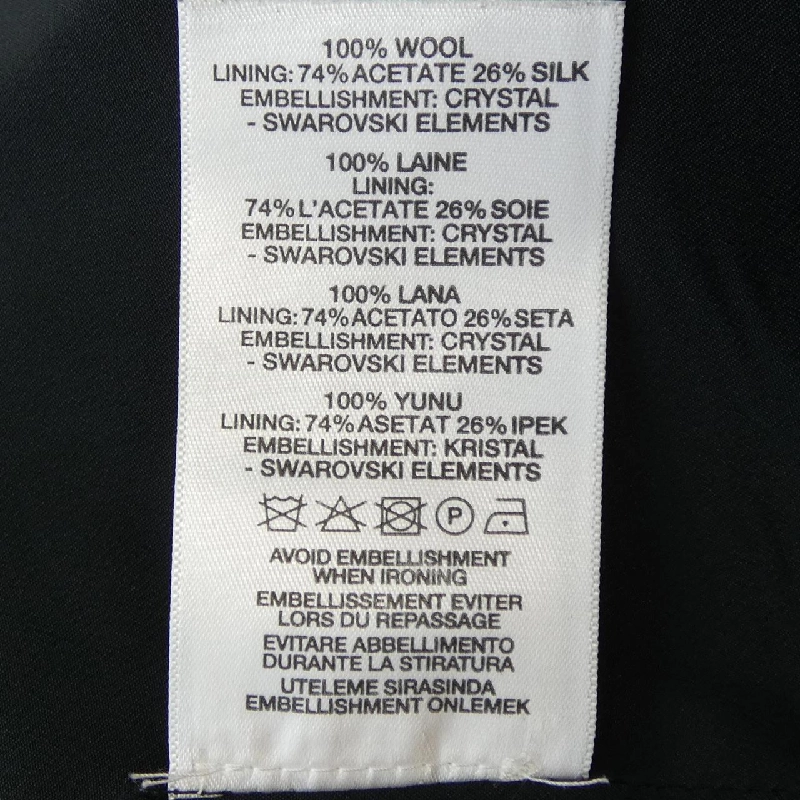 100% WOOL
LINING: 74% ACETATE 26% SILK
EMBELLISHMENT: CRYSTAL
- SWAROVSKI ELEMENTS
100% LAINE
LINING:
74% L'ACETATE 26% SOIE
EMBELLISHMENT: CRYSTAL
- SWAROVSKI ELEMENTS
100% LANA
LINING: 74% ACETATO 26% SETA
EMBELLISHMENT: CRYSTAL
- SWAROVSKI ELEMENTS
100% YUNU
LINING: 74% ASETAT 26% IPEK
EMBELLISHMENT: KRISTAL
- SWAROVSKI ELEMENTS
P
AVOID EMBELLISHMENT
WHEN IRONING
EMBELLISSEMENT EVITER
LORS DU REPASSAGE
EVITARE ABBELLIMENTO
DURANTE LA STIRATURA
UTELEME SIRASINDA
EMBELLISHMENT ONLEMEK